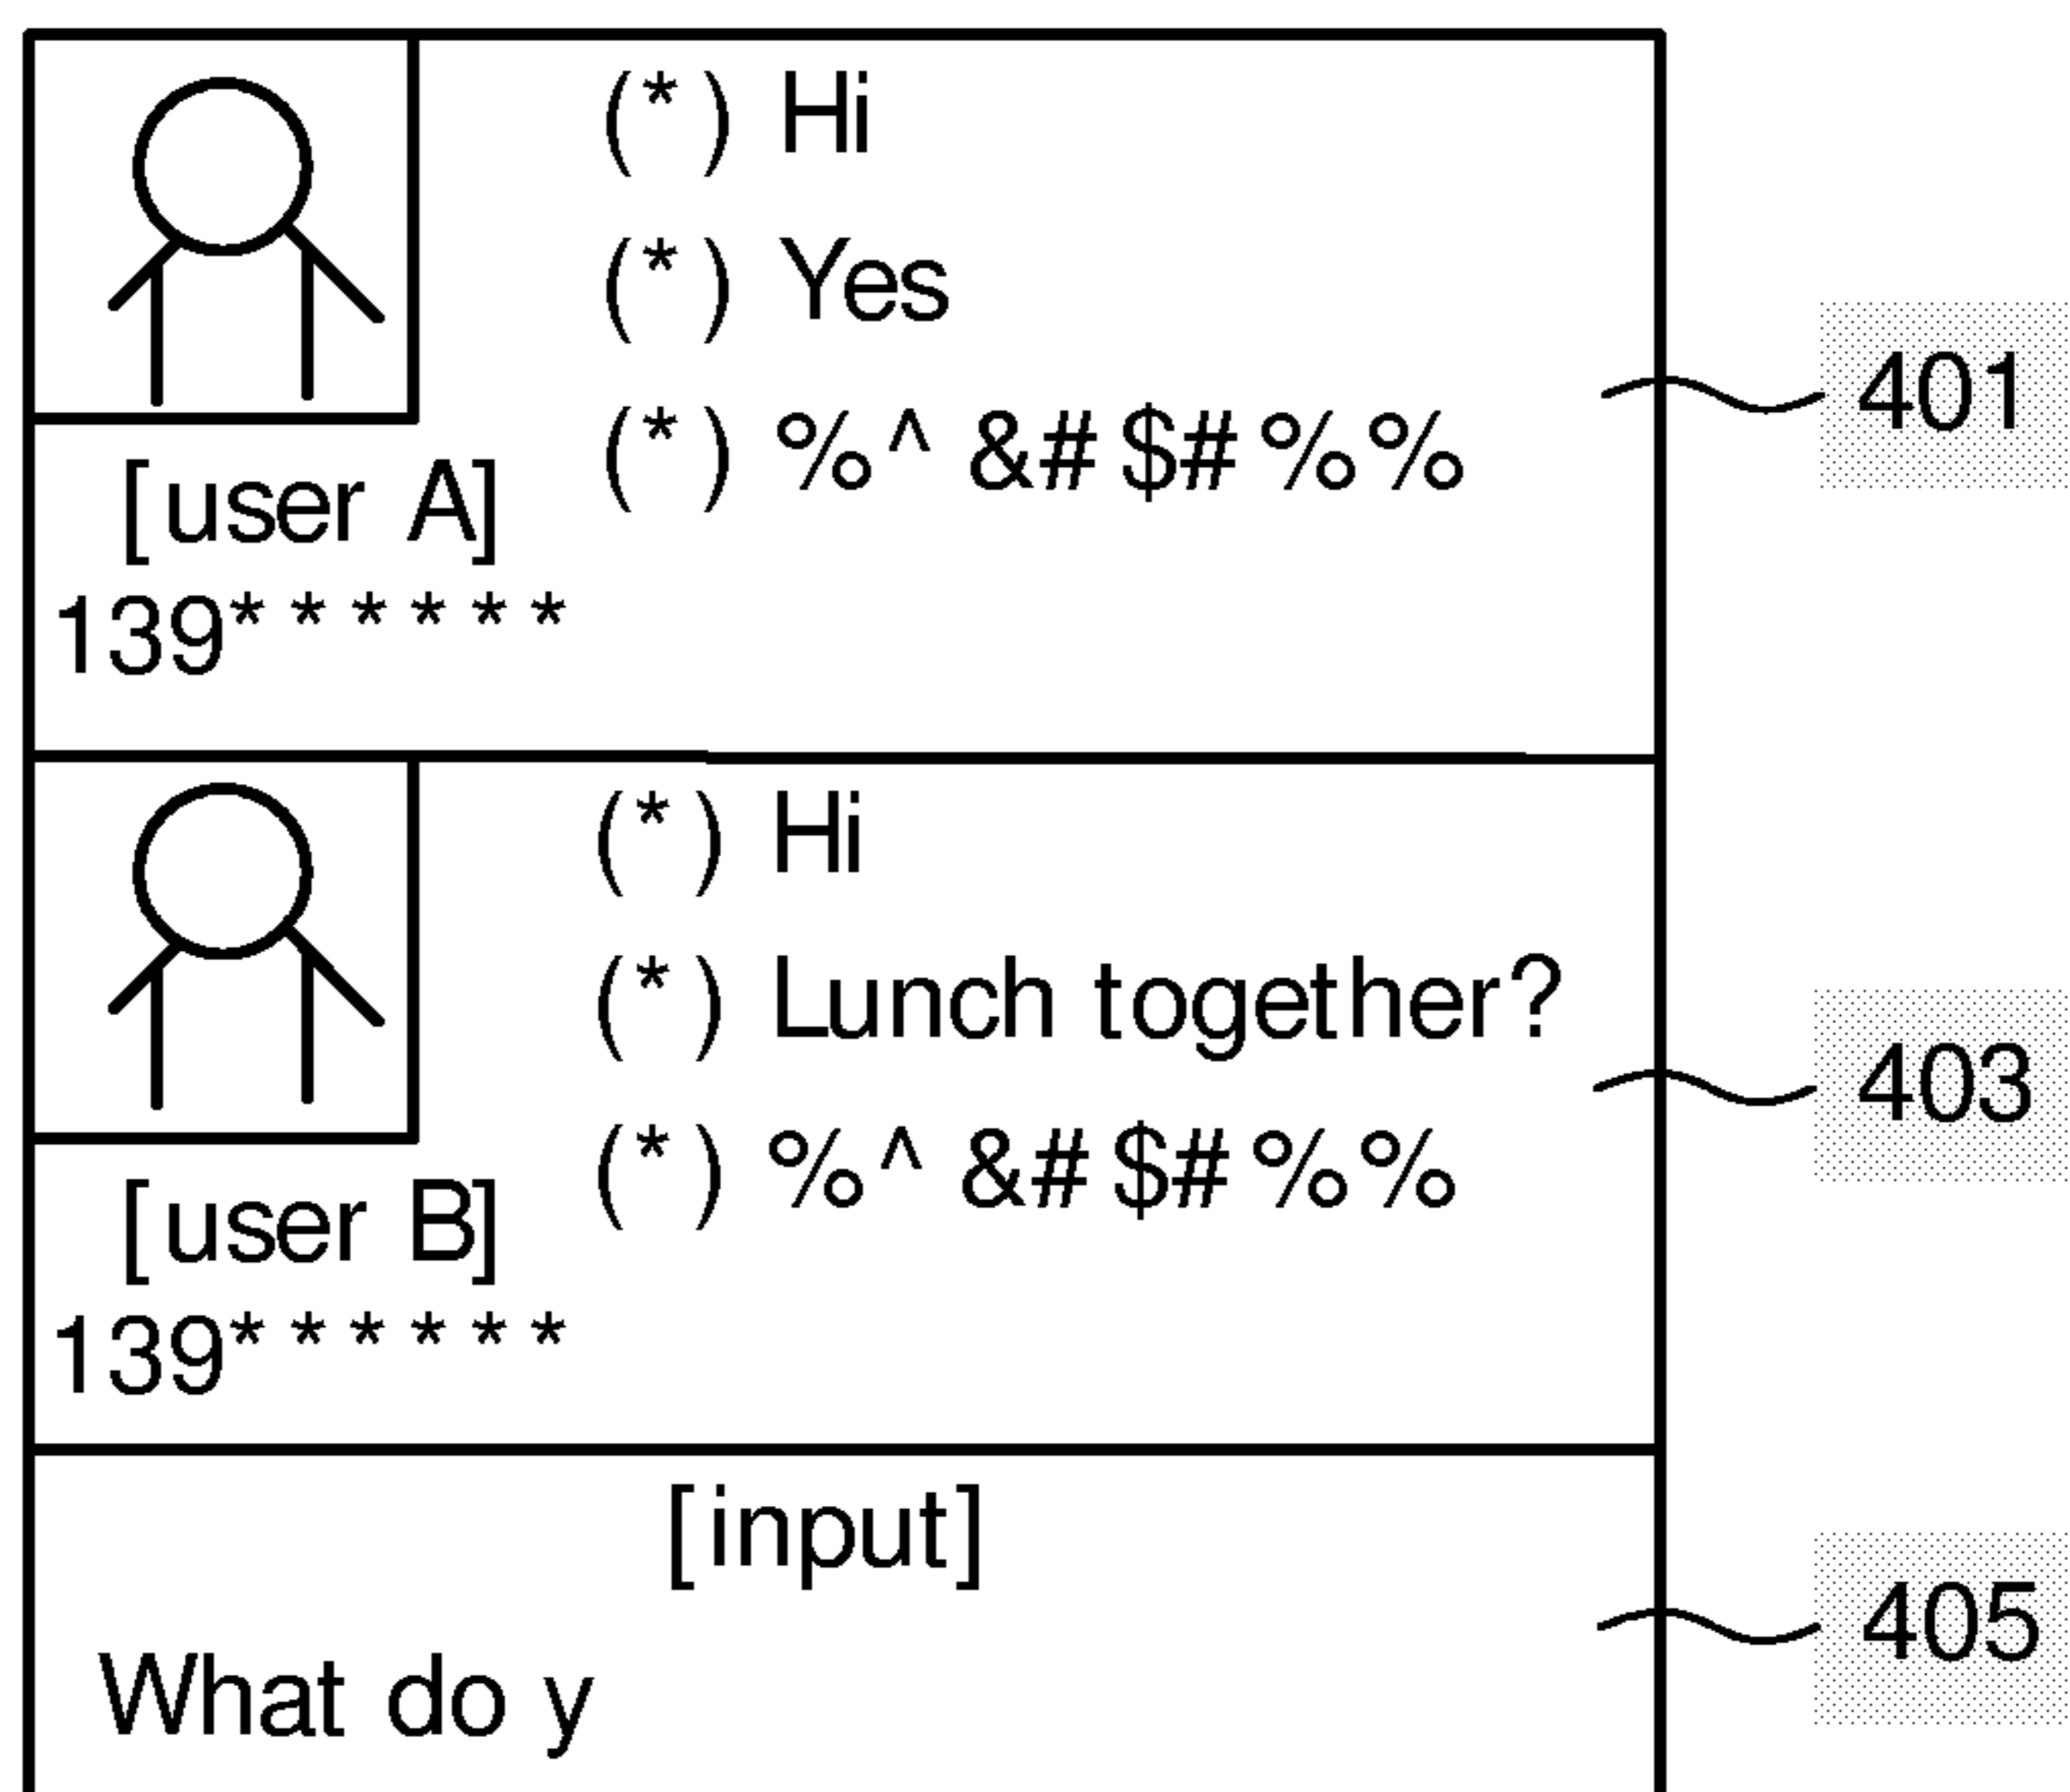 (*) Hi
(*) Yes
(*) %^ &# $# %%
[user A]
139* * * * * *
401
(*) Hi
(*) Lunch together?
(*) %^ &# $# %%
[user B]
139* * * * * *
403
[input]
What do y
405